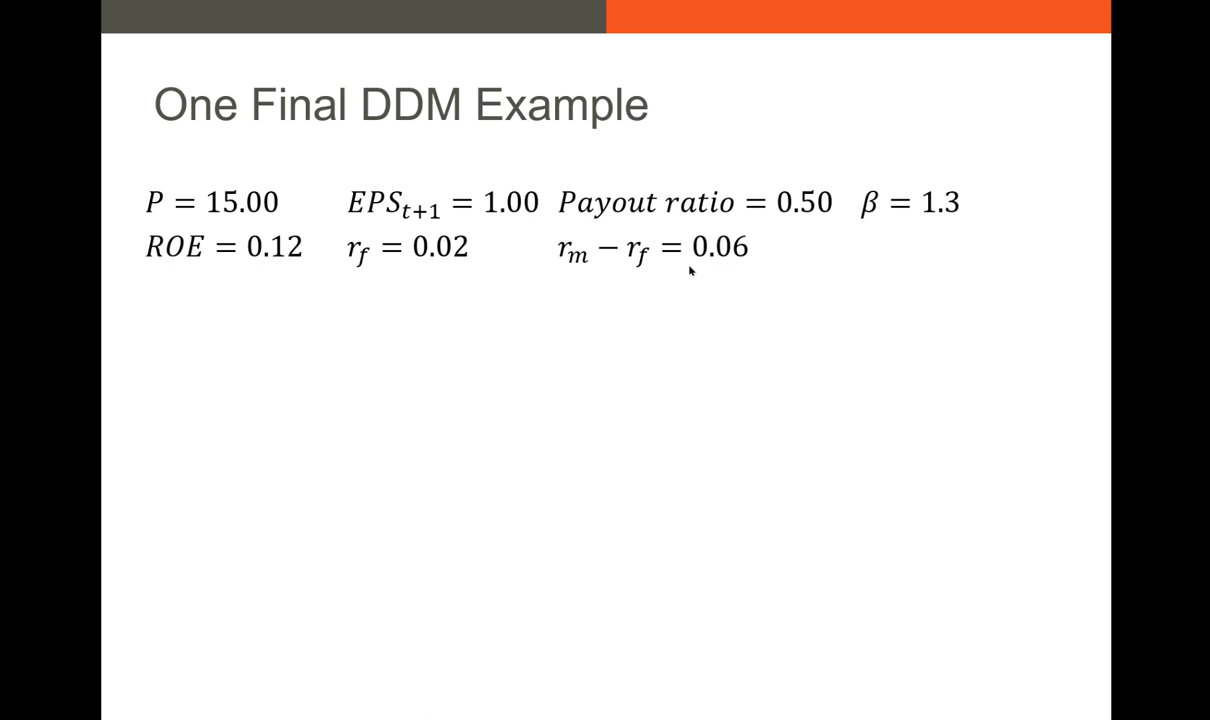 One Final DDM Example
P = 15.00 EPSₜ₊₁ = 1.00 Payout ratio = 0.50 β = 1.3
ROE = 0.12 r_f = 0.02 r_m − r_f = 0.06